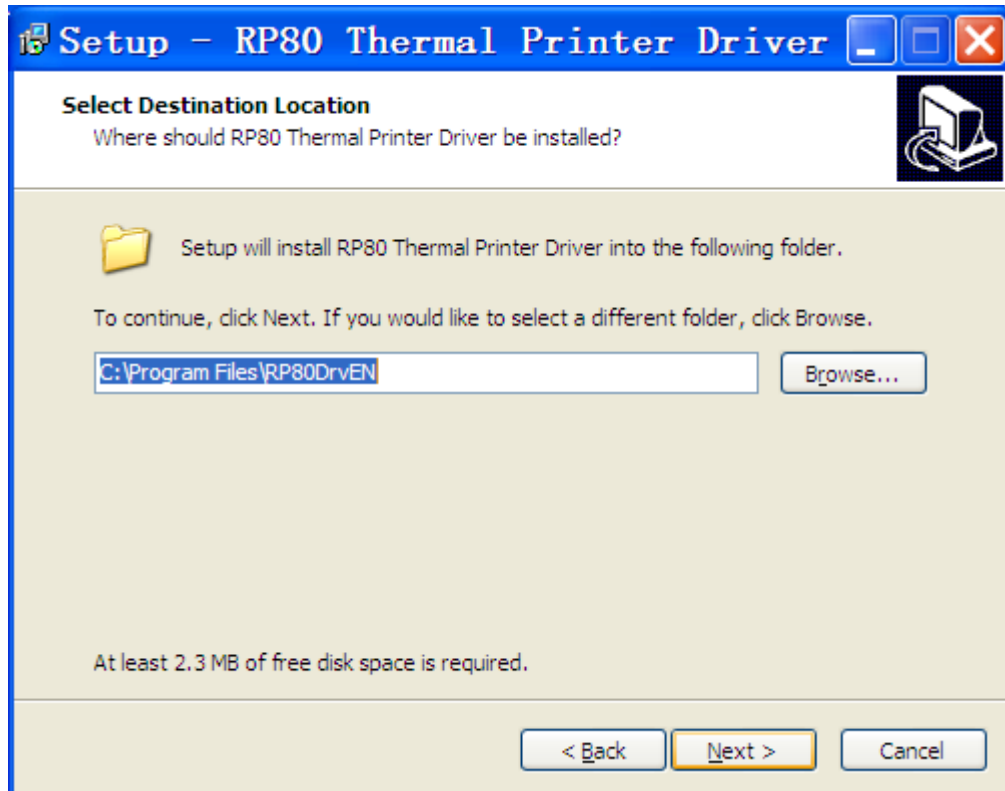 Setup - RP80 Thermal Printer Driver
Select Destination Location
Where should RP80 Thermal Printer Driver be installed?
Setup will install RP80 Thermal Printer Driver into the following folder.
To continue, click Next. If you would like to select a different folder, click Browse.
C:\Program Files\RP80DrvEN
Browse...
At least 2.3 MB of free disk space is required.
< Back
Next >
Cancel